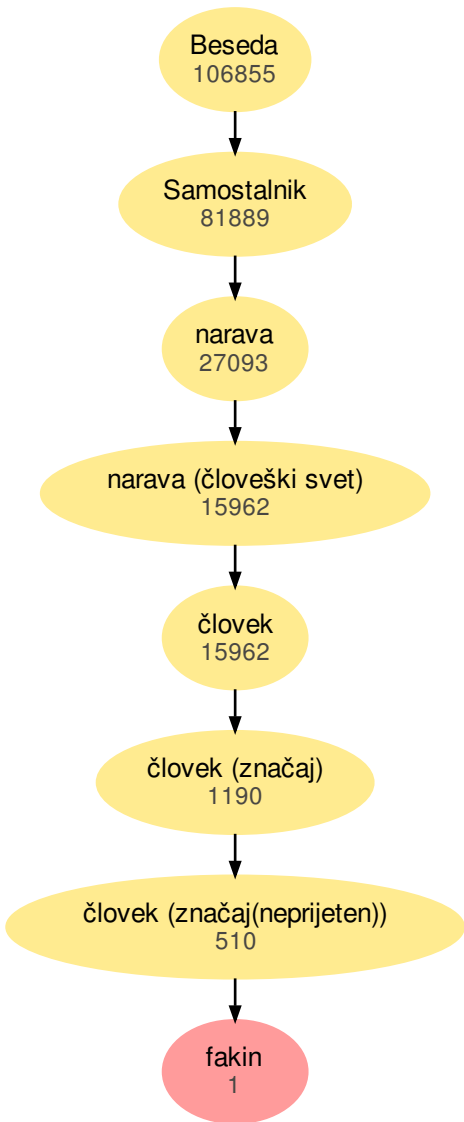 Beseda
106855
Samostalnik
81889
narava
27093
narava (človeški svet)
15962
človek
15962
človek (značaj)
1190
človek (značaj(neprijeten))
510
fakin
1